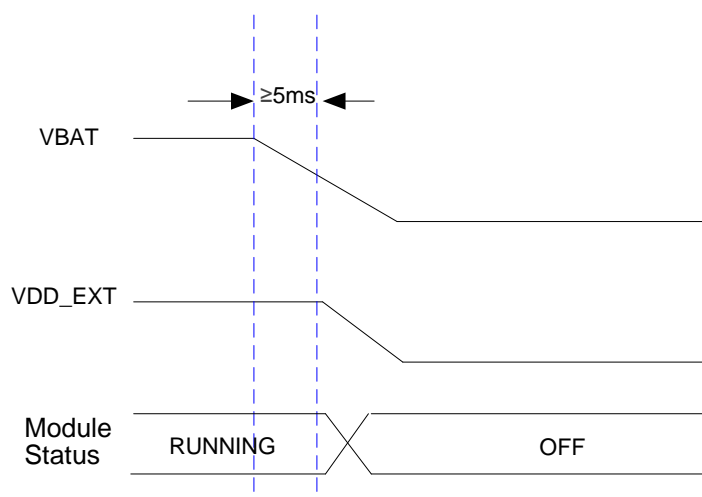 ≥5ms
VBAT
VDD_EXT
Module
Status
RUNNING
OFF